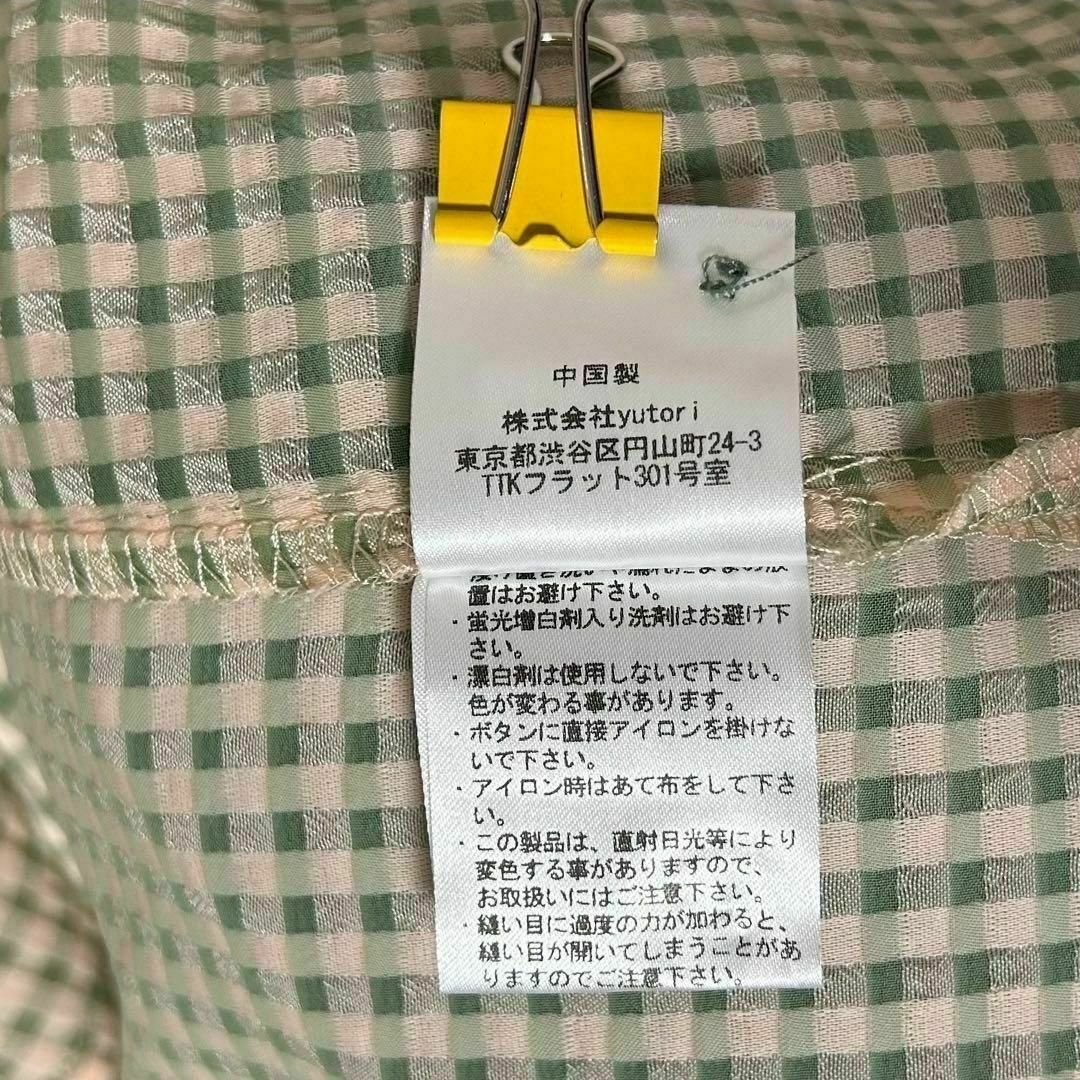 中国製
株式会社yutori
東京都渋谷区円山町24-3
TTKフラット301号室
置はお避け下さい。
・蛍光増白剤入り洗剤はお避け下
さい。
・漂白剤は使用しないで下さい。
色が変わる事があります。
・ボタンに直接アイロンを掛けな
いで下さい。
・アイロン時はあて布をして下さ
い。
・この製品は、直射日光等により
変色する事がありますので、
お取扱いにはご注意下さい。
・縫い目に過度の力が加わると、
縫い目が開いてしまうことがあ
りますのでご注意下さい。